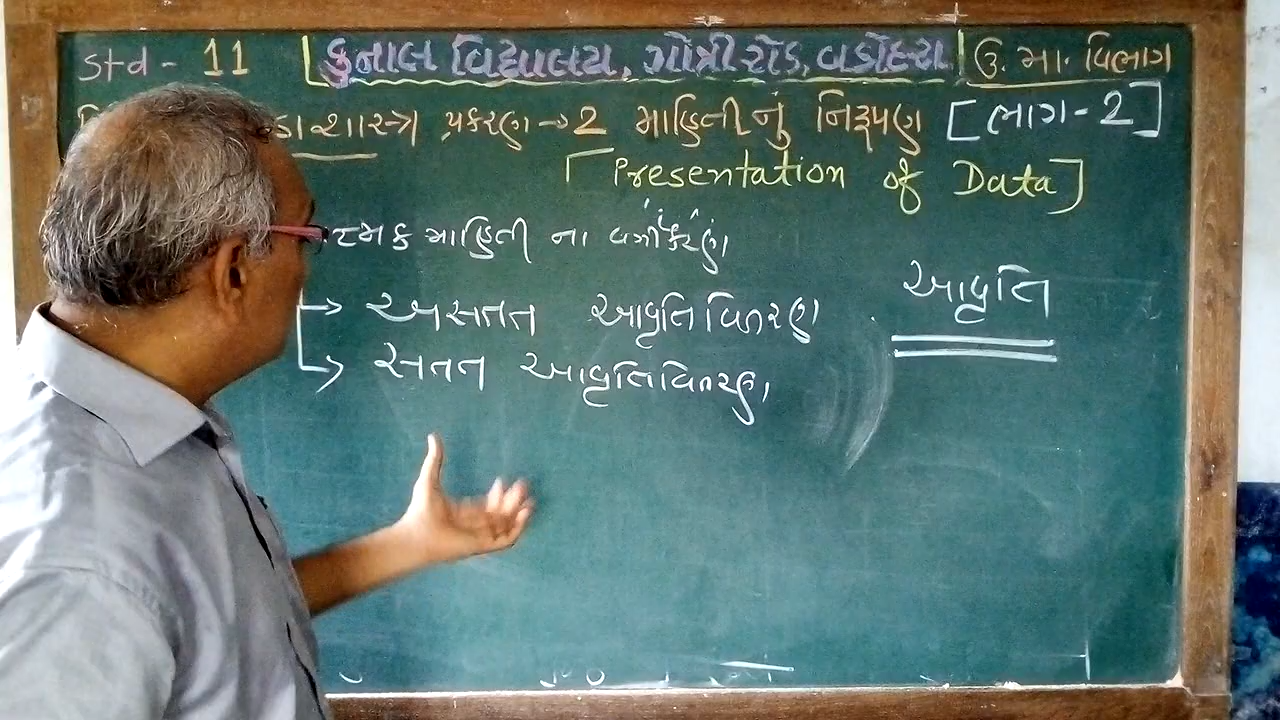 Std - 11 કુનાલ વિદ્યાલય, ગોત્રી રોડ, વડોદરા ઉ. મા. વિભાગ
પ્રકરણ → 2 માહિતીનું નિરૂપણ [ભાગ - 2]
[Presentation of Data]
માહિતી ના વર્ગીકરણ
→ અસતત આવૃતિ વિતરણ
→ સતત આવૃતિ વિતરણ
આવૃતિ